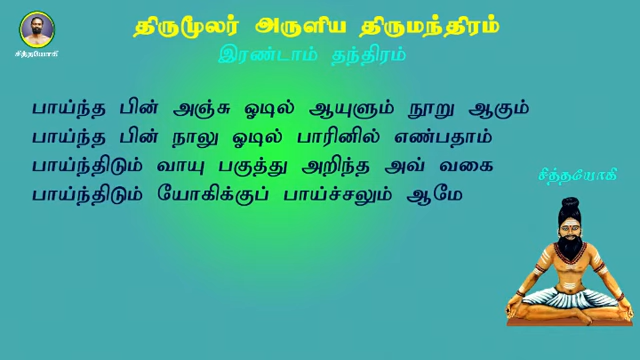 திருமூலர் அருளிய திருமந்திரம்
இரண்டாம் தந்திரம்
சித்தயோகி
பாய்ந்த பின் அஞ்சு ஓடில் ஆயுளும் நூறு ஆகும்
பாய்ந்த பின் நாலு ஓடில் பாரினில் எண்பதாம்
பாய்ந்திடும் வாயு பகுத்து அறிந்த அவ் வகை
பாய்ந்திடும் யோகிக்குப் பாய்ச்சலும் ஆமே
சித்தயோகி